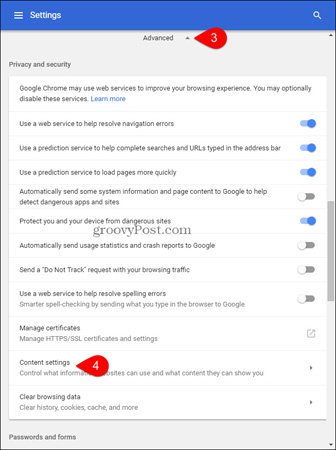 Settings
Advanced
3
Privacy and security
Google Chrome may use web services to improve your browsing experience. You may optionally
disable these services. Learn more
Use a web service to help resolve navigation errors
Use a prediction service to help complete searches and URLs typed in the address bar
Use a prediction service to load pages more quickly
Automatically send some system information and page content to Google to help
detect dangerous apps and sites
Protect you and your device from dangerous sites
groovyPost.com
Automatically send usage statistics and crash reports to Google
Send a "Do Not Track" request with your browsing traffic
Use a web service to help resolve spelling errors
Smarter spell-checking by sending what you type in the browser to Google
Manage certificates
Manage HTTPS/SSL certificates and settings
Content settings
4
Control what websites can use and what content they can show you
Clear browsing data
Clear history, cookies, cache, and more
Passwords and forms